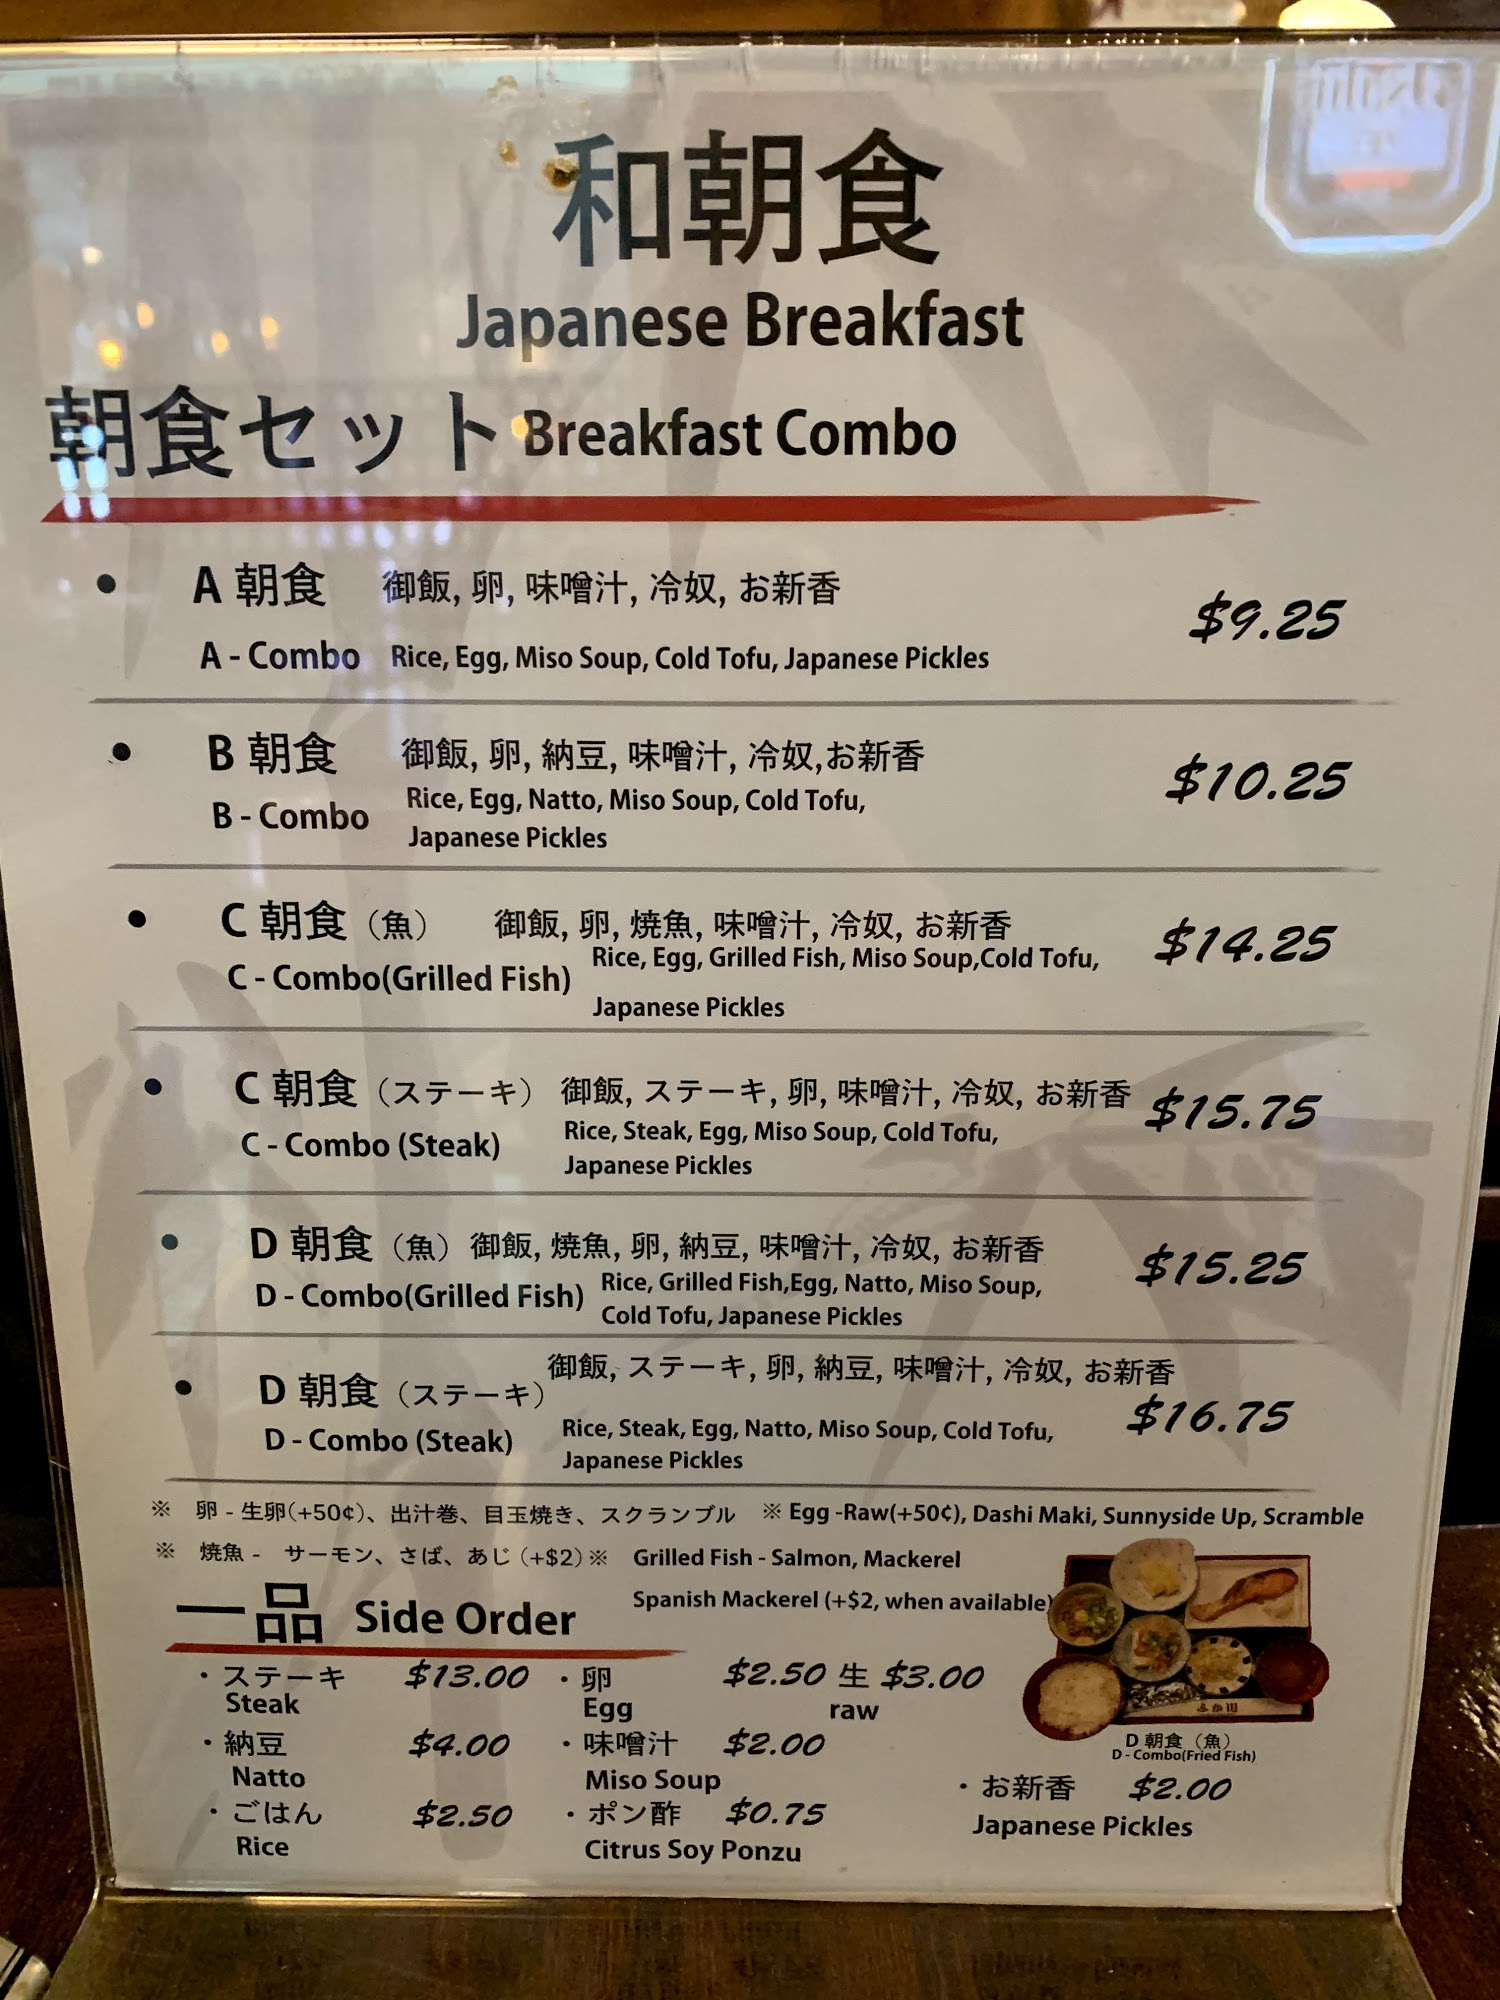 和朝食
Japanese Breakfast
朝食セット Breakfast Combo
• A 朝食 御飯, 卵, 味噌汁, 冷奴, お新香
$9.25
A - Combo Rice, Egg, Miso Soup, Cold Tofu, Japanese Pickles
• B 朝食 御飯, 卵, 納豆, 味噌汁, 冷奴,お新香
$10.25
B - Combo Rice, Egg, Natto, Miso Soup, Cold Tofu,
Japanese Pickles
• C 朝食（魚） 御飯, 卵, 焼魚, 味噌汁, 冷奴, お新香
$14.25
C - Combo(Grilled Fish) Rice, Egg, Grilled Fish, Miso Soup,Cold Tofu,
Japanese Pickles
• C 朝食（ステーキ） 御飯, ステーキ, 卵, 味噌汁, 冷奴, お新香
$15.75
C - Combo (Steak) Rice, Steak, Egg, Miso Soup, Cold Tofu,
Japanese Pickles
• D 朝食（魚）御飯, 焼魚, 卵, 納豆, 味噌汁, 冷奴, お新香
$15.25
D - Combo(Grilled Fish) Rice, Grilled Fish,Egg, Natto, Miso Soup,
Cold Tofu, Japanese Pickles
• D 朝食（ステーキ）御飯, ステーキ, 卵, 納豆, 味噌汁, 冷奴, お新香
$16.75
D - Combo (Steak) Rice, Steak, Egg, Natto, Miso Soup, Cold Tofu,
Japanese Pickles
※ 卵 - 生卵(+50¢)、出汁巻、目玉焼き、スクランブル ※ Egg -Raw(+50¢), Dashi Maki, Sunnyside Up, Scramble
※ 焼魚 - サーモン、さば、あじ（+$2）※ Grilled Fish - Salmon, Mackerel
Spanish Mackerel (+$2, when available)
一品 Side Order
・ステーキ $13.00 ・卵 $2.50 生 $3.00
Steak Egg raw
・納豆 $4.00 ・味噌汁 $2.00
Natto Miso Soup
・ごはん $2.50 ・ポン酢 $0.75
Rice Citrus Soy Ponzu
ふか川
D 朝食（魚）
D - Combo(Fried Fish)
・お新香 $2.00
Japanese Pickles